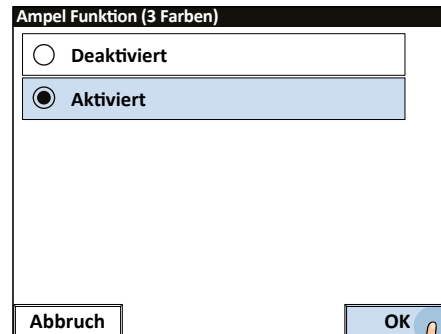 Ampel Funktion (3 Farben)
Deaktiviert
Aktiviert
Abbruch
OK